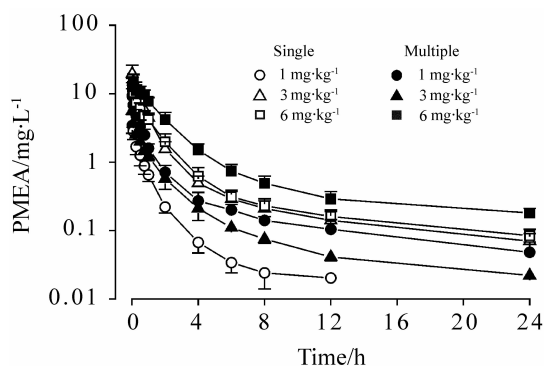 PMEA/mg·L-1
100
10
1
0.1
0.01
Single Multiple
1 mg·kg-1 1 mg·kg-1
3 mg·kg-1 3 mg·kg-1
6 mg·kg-1 6 mg·kg-1
0 4 8 12 16 20 24
Time/h